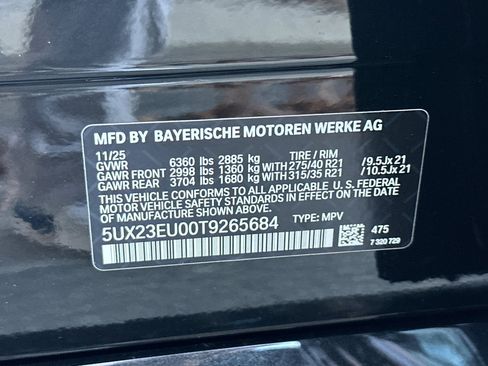 MFD BY BAYERISCHE MOTOREN WERKE AG
11/25
GVWR 6360 lbs 2885 kg TIRE / RIM
GAWR FRONT 2998 lbs 1360 kg WITH 275/40 R21 /9.5Jx21
GAWR REAR 3704 lbs 1680 kg WITH 315/35 R21 /10.5Jx21
THIS VEHICLE CONFORMS TO ALL APPLICABLE U.S. FEDERAL
MOTOR VEHICLE SAFETY STANDARDS IN EFFECT ON THE
DATE OF MANUFACTURE SHOWN ABOVE.
5UX23EU00T9265684 TYPE: MPV
475
7 320 729